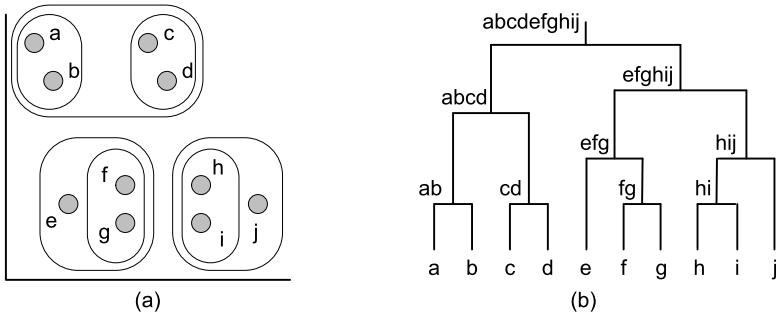 a
b
c
d
e
f
g
h
i
j
(a)
abcdefghij
efghij
abcd
efg
hij
ab
cd
fg
hi
a b c d e f g h i j
(b)